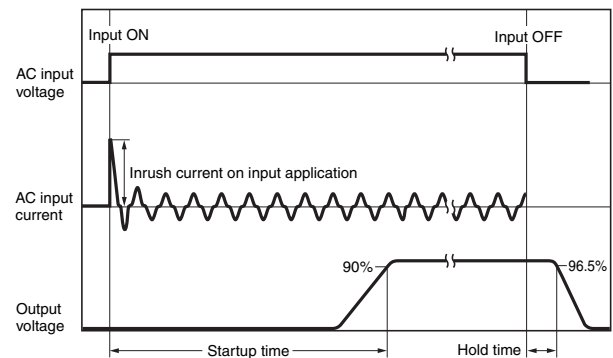 Input ON
Input OFF
AC input
voltage
Inrush current on input application
AC input
current
90%
96.5%
Output
voltage
Startup time
Hold time